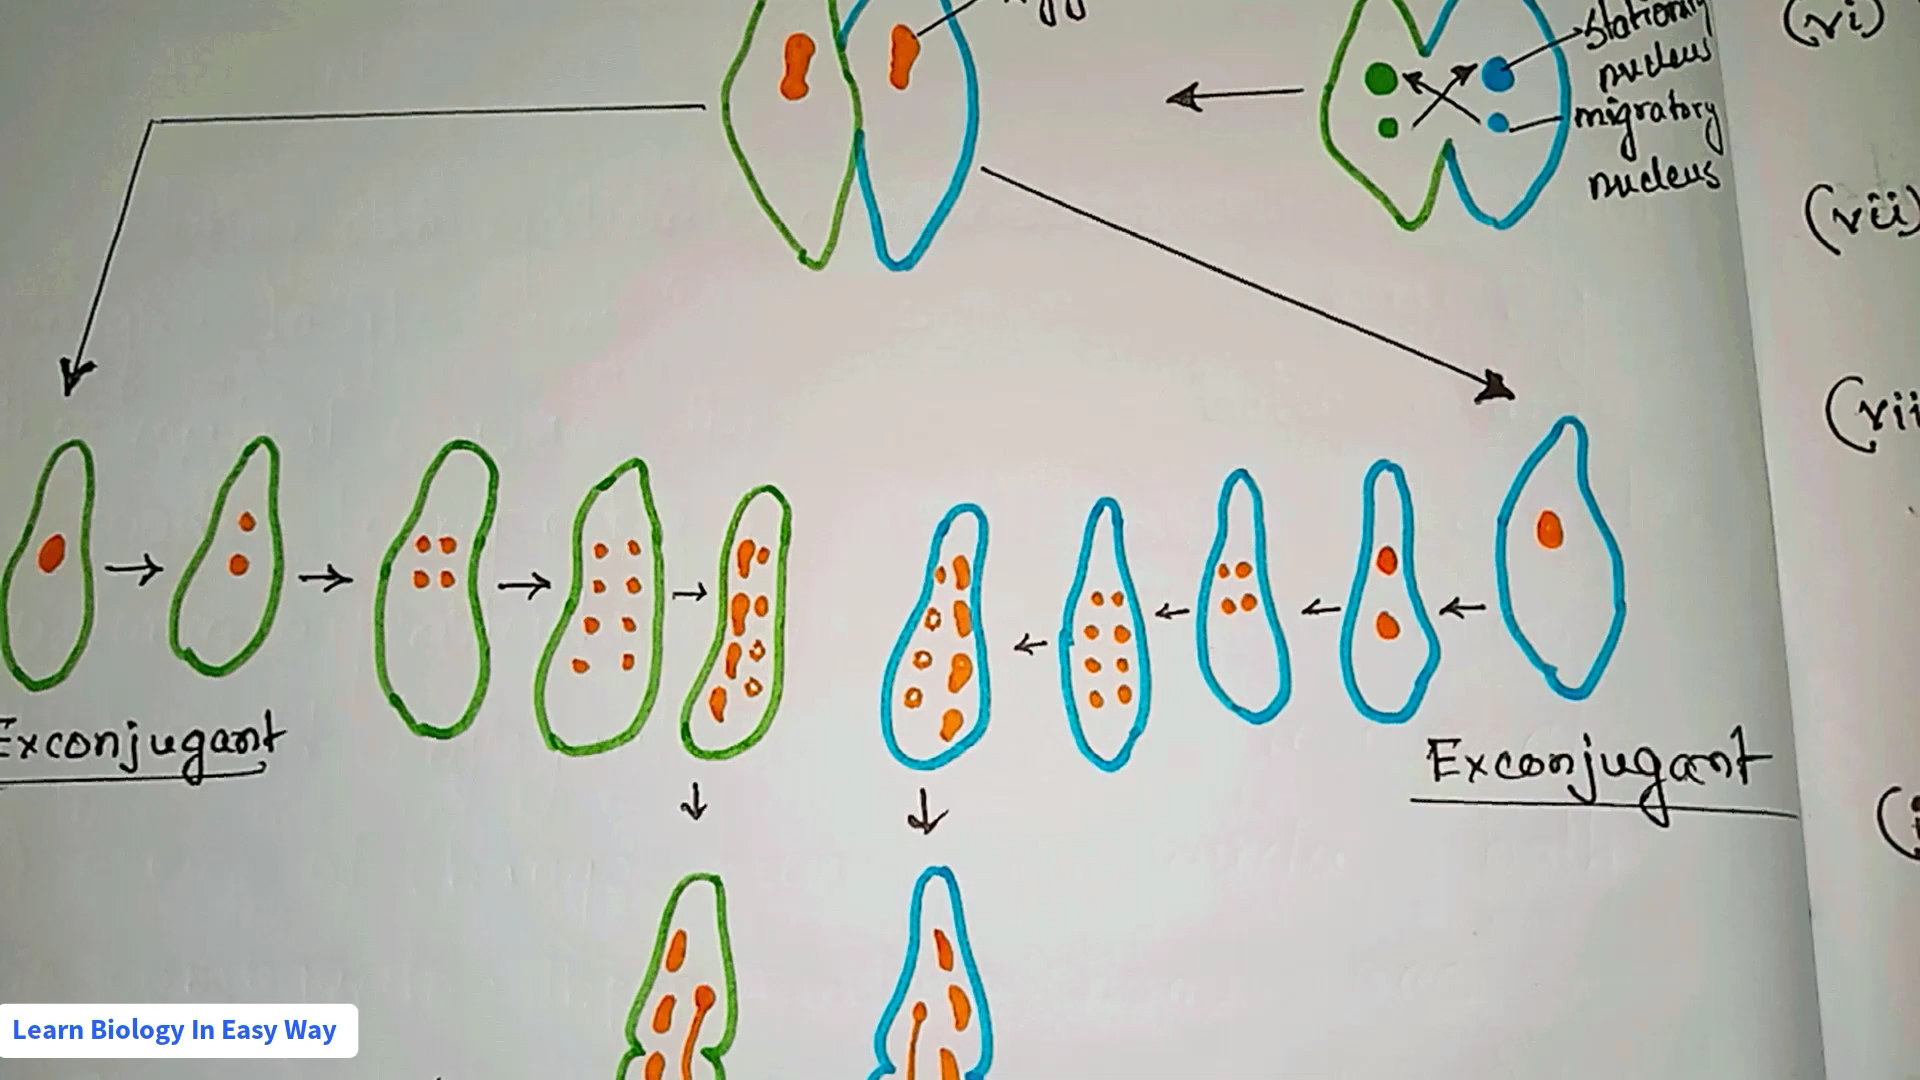 stationary
nucleus
migratory
nucleus
(vi)
(vii)
Exconjugant
Exconjugant
Learn Biology In Easy Way